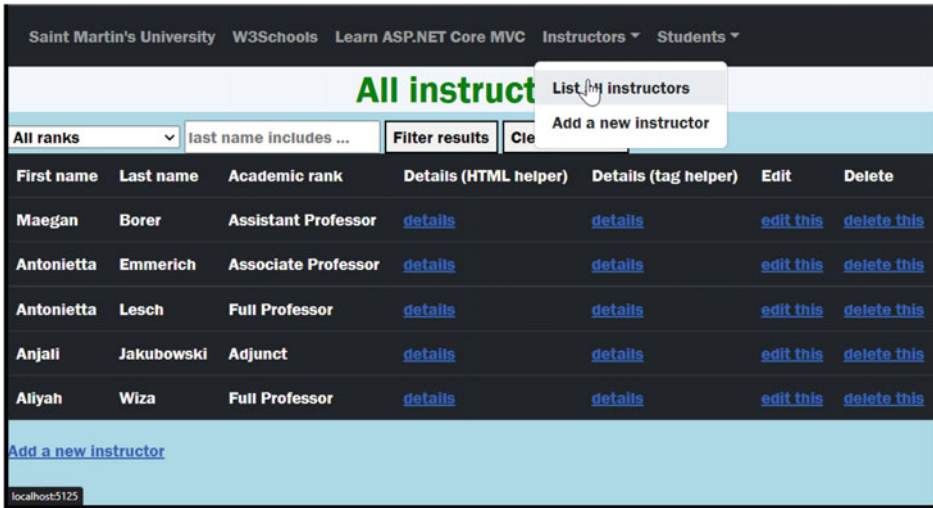 Saint Martin's University W3Schools Learn ASP.NET Core MVC Instructors Students
All instruct
List all instructors
Add a new instructor
All ranks last name includes ... Filter results Cle
First name Last name Academic rank Details (HTML helper) Details (tag helper) Edit Delete
Maegan Borer Assistant Professor details details edit this delete this
Antonietta Emmerich Associate Professor details details edit this delete this
Antonietta Lesch Full Professor details details edit this delete this
Anjali Jakubowski Adjunct details details edit this delete this
Aliyah Wiza Full Professor details details edit this delete this
Add a new instructor
localhost:5125